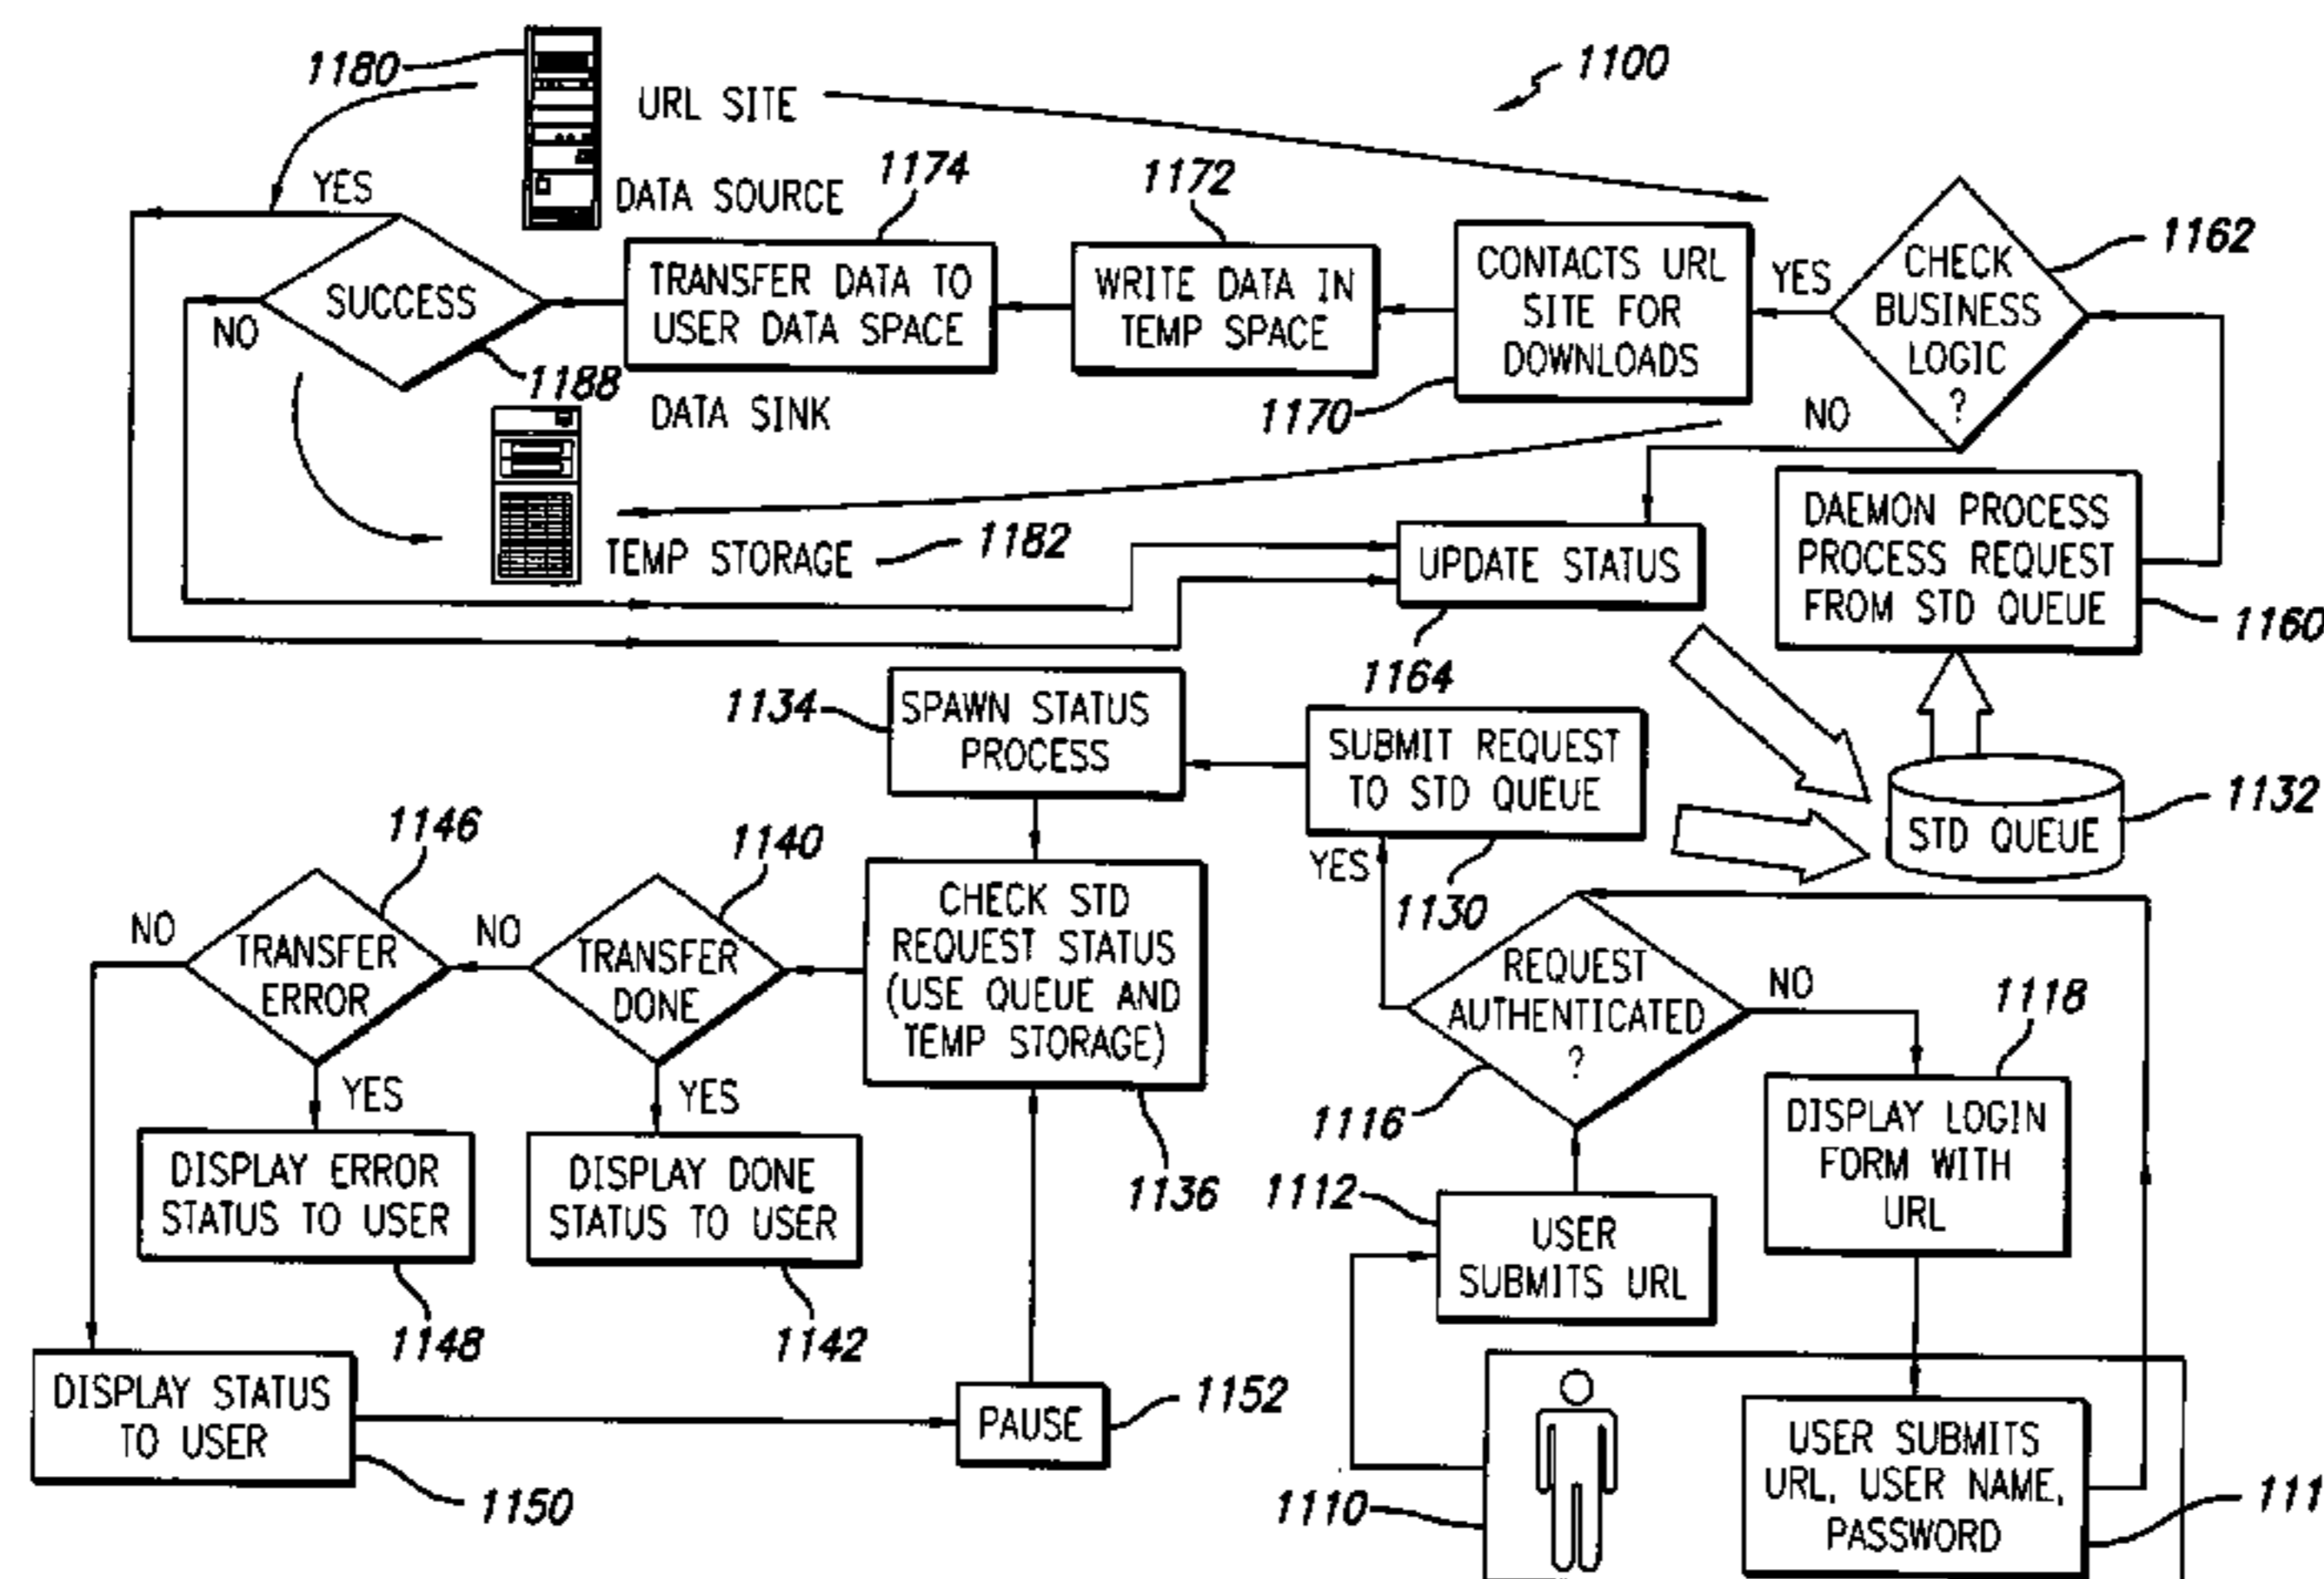 1180
URL SITE
1100
YES
DATA SOURCE
1174
1172
1162
SUCCESS
NO
TRANSFER DATA TO
USER DATA SPACE
WRITE DATA IN
TEMP SPACE
CONTACTS URL
SITE FOR
DOWNLOADS
YES
CHECK
BUSINESS
LOGIC
?
1188
DATA SINK
1170
NO
TEMP STORAGE
1182
UPDATE STATUS
DAEMON PROCESS
PROCESS REQUEST
FROM STD QUEUE
1160
1164
1134
SPAWN STATUS
PROCESS
SUBMIT REQUEST
TO STD QUEUE
STD QUEUE
1132
1146
1140
YES
1130
NO
TRANSFER
ERROR
NO
TRANSFER
DONE
CHECK STD
REQUEST STATUS
(USE QUEUE AND
TEMP STORAGE)
REQUEST
AUTHENTICATED
?
NO
1118
1116
YES
YES
DISPLAY ERROR
STATUS TO USER
DISPLAY DONE
STATUS TO USER
1136
1112
USER
SUBMITS URL
DISPLAY LOGIN
FORM WITH
URL
1148
1142
DISPLAY STATUS
TO USER
1150
PAUSE
1152
1110
USER SUBMITS
URL, USER NAME,
PASSWORD
111